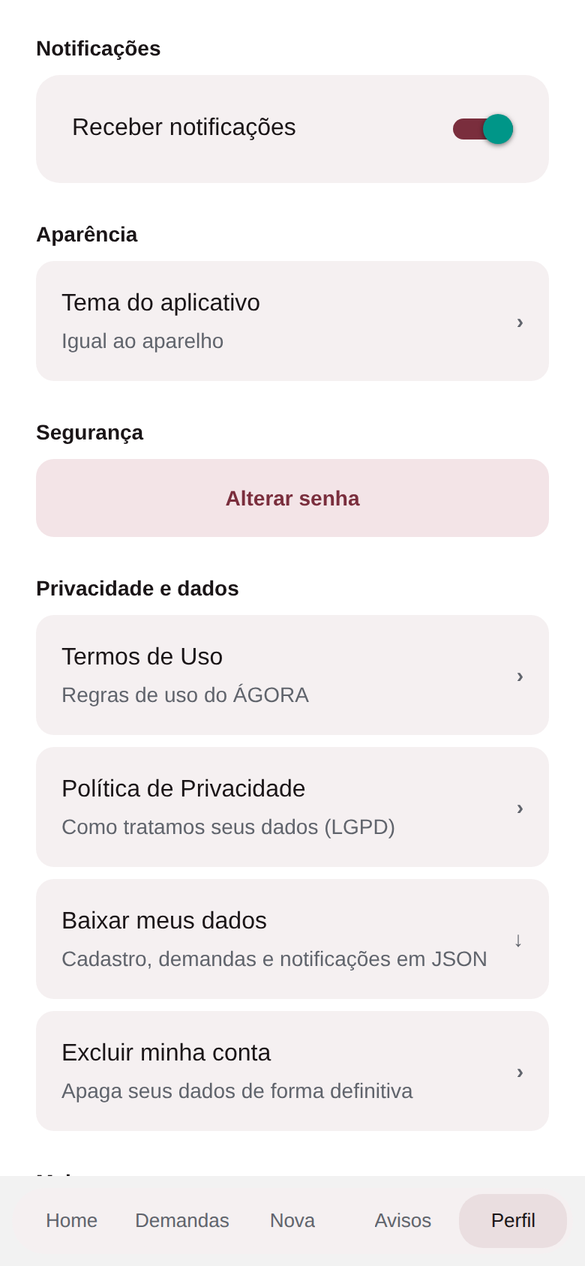 Notificações
Receber notificações
Aparência
Tema do aplicativo
Igual ao aparelho
›
Segurança
Alterar senha
Privacidade e dados
Termos de Uso
Regras de uso do ÁGORA
›
Política de Privacidade
Como tratamos seus dados (LGPD)
›
Baixar meus dados
Cadastro, demandas e notificações em JSON
↓
Excluir minha conta
Apaga seus dados de forma definitiva
›
Home
Demandas
Nova
Avisos
Perfil